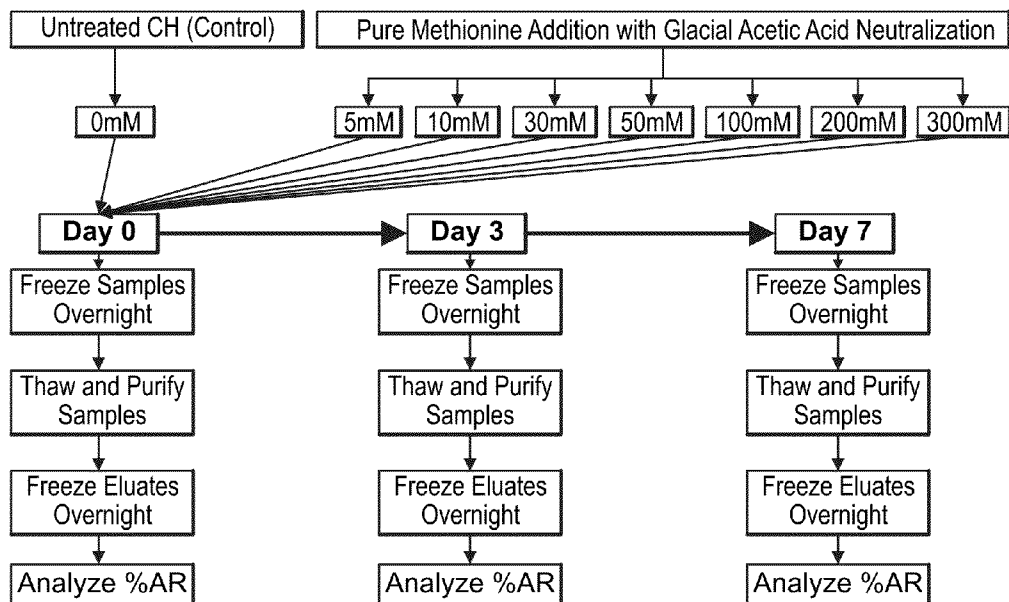 Untreated CH (Control)
Pure Methionine Addition with Glacial Acetic Acid Neutralization
0mM
5mM
10mM
30mM
50mM
100mM
200mM
300mM
Day 0
Day 3
Day 7
Freeze Samples
Overnight
Freeze Samples
Overnight
Freeze Samples
Overnight
Thaw and Purify
Samples
Thaw and Purify
Samples
Thaw and Purify
Samples
Freeze Eluates
Overnight
Freeze Eluates
Overnight
Freeze Eluates
Overnight
Analyze %AR
Analyze %AR
Analyze %AR